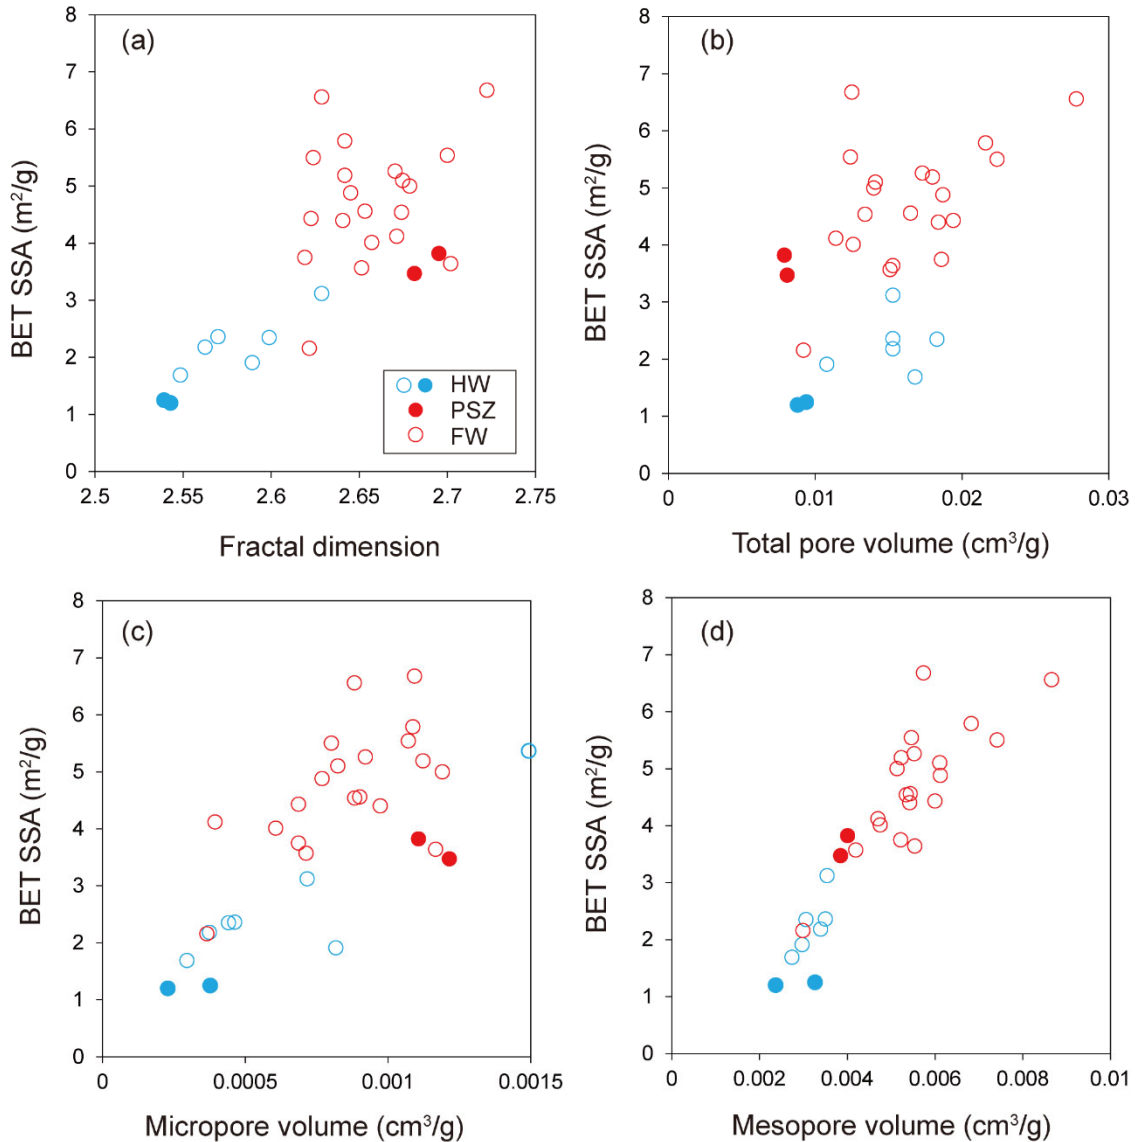 (a)
BET SSA (m²/g)
8
7
6
5
4
3
2
1
0
2.5 2.55 2.6 2.65 2.7 2.75
Fractal dimension
HW
PSZ
FW
(b)
BET SSA (m²/g)
8
7
6
5
4
3
2
1
0
0 0.01 0.02 0.03
Total pore volume (cm³/g)
(c)
BET SSA (m²/g)
8
7
6
5
4
3
2
1
0
0 0.0005 0.001 0.0015
Micropore volume (cm³/g)
(d)
BET SSA (m²/g)
8
7
6
5
4
3
2
1
0
0 0.002 0.004 0.006 0.008 0.01
Mesopore volume (cm³/g)